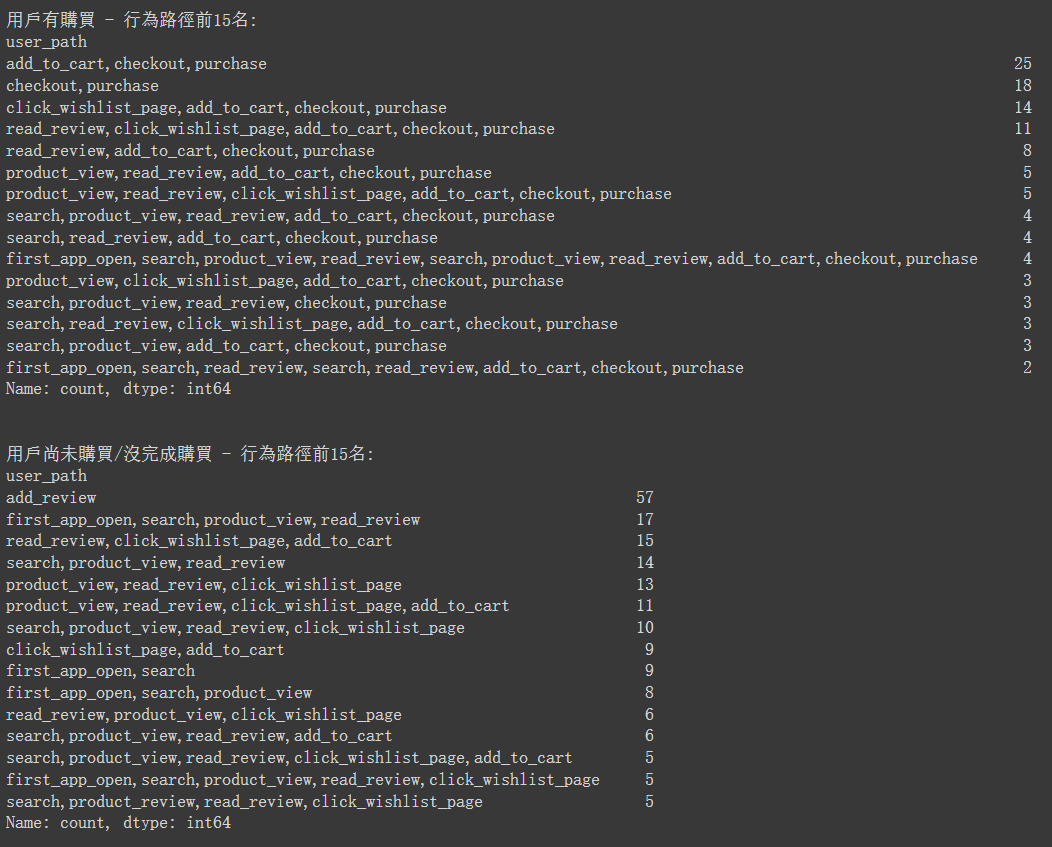 用戶有購買 - 行為路徑前15名:
user_path
add_to_cart,checkout,purchase 25
checkout,purchase 18
click_wishlist_page,add_to_cart,checkout,purchase 14
read_review,click_wishlist_page,add_to_cart,checkout,purchase 11
read_review,add_to_cart,checkout,purchase 8
product_view,read_review,add_to_cart,checkout,purchase 5
product_view,read_review,click_wishlist_page,add_to_cart,checkout,purchase 5
search,product_view,read_review,add_to_cart,checkout,purchase 4
search,read_review,add_to_cart,checkout,purchase 4
first_app_open,search,product_view,read_review,search,product_view,read_review,add_to_cart,checkout,purchase 4
product_view,click_wishlist_page,add_to_cart,checkout,purchase 3
search,product_view,read_review,checkout,purchase 3
search,read_review,click_wishlist_page,add_to_cart,checkout,purchase 3
search,product_view,add_to_cart,checkout,purchase 3
first_app_open,search,read_review,search,read_review,add_to_cart,checkout,purchase 2
Name: count, dtype: int64
用戶尚未購買/沒完成購買 - 行為路徑前15名:
user_path
add_review 57
first_app_open,search,product_view,read_review 17
read_review,click_wishlist_page,add_to_cart 15
search,product_view,read_review 14
product_view,read_review,click_wishlist_page 13
product_view,read_review,click_wishlist_page,add_to_cart 11
search,product_view,read_review,click_wishlist_page 10
click_wishlist_page,add_to_cart 9
first_app_open,search 9
first_app_open,search,product_view 8
read_review,product_view,click_wishlist_page 6
search,product_view,read_review,add_to_cart 6
search,product_view,read_review,click_wishlist_page,add_to_cart 5
first_app_open,search,product_view,read_review,click_wishlist_page 5
search,product_review,read_review,click_wishlist_page 5
Name: count, dtype: int64